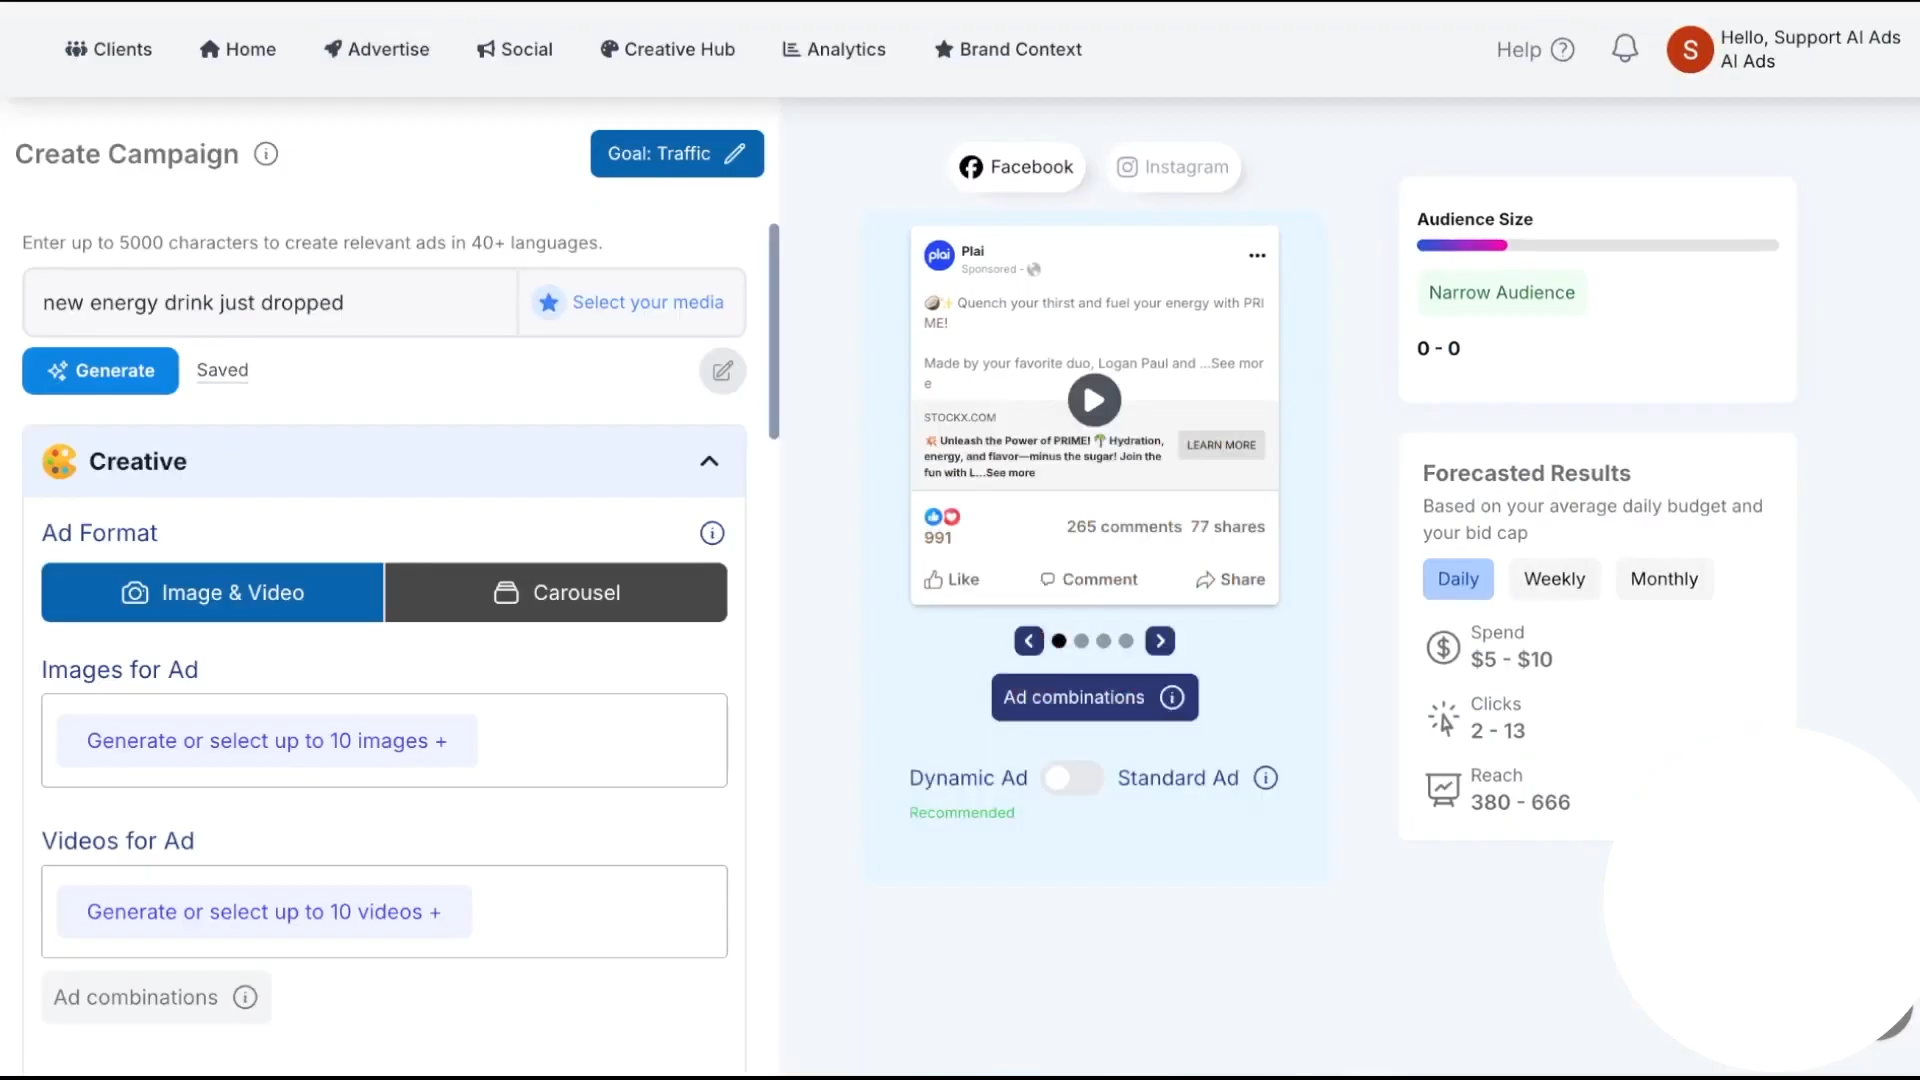 Clients
Home
Advertise
Social
Creative Hub
Analytics
Brand Context
Help
S
Hello, Support AI Ads
AI Ads
Create Campaign
Goal: Traffic
Enter up to 5000 characters to create relevant ads in 40+ languages.
new energy drink just dropped
Select your media
Generate
Saved
Creative
Ad Format
Image & Video
Carousel
Images for Ad
Generate or select up to 10 images +
Videos for Ad
Generate or select up to 10 videos +
Ad combinations
Facebook
Instagram
plai
Plai
Sponsored -
🥥✨ Quench your thirst and fuel your energy with PRI
ME!
Made by your favorite duo, Logan Paul and ...See mor
e
STOCKX.COM
💥 Unleash the Power of PRIME! 🌴 Hydration,
energy, and flavor—minus the sugar! Join the
fun with L...See more
LEARN MORE
991
265 comments 77 shares
Like
Comment
Share
Ad combinations
Dynamic Ad
Standard Ad
Recommended
Audience Size
Narrow Audience
0 - 0
Forecasted Results
Based on your average daily budget and
your bid cap
Daily
Weekly
Monthly
Spend
$5 - $10
Clicks
2 - 13
Reach
380 - 666